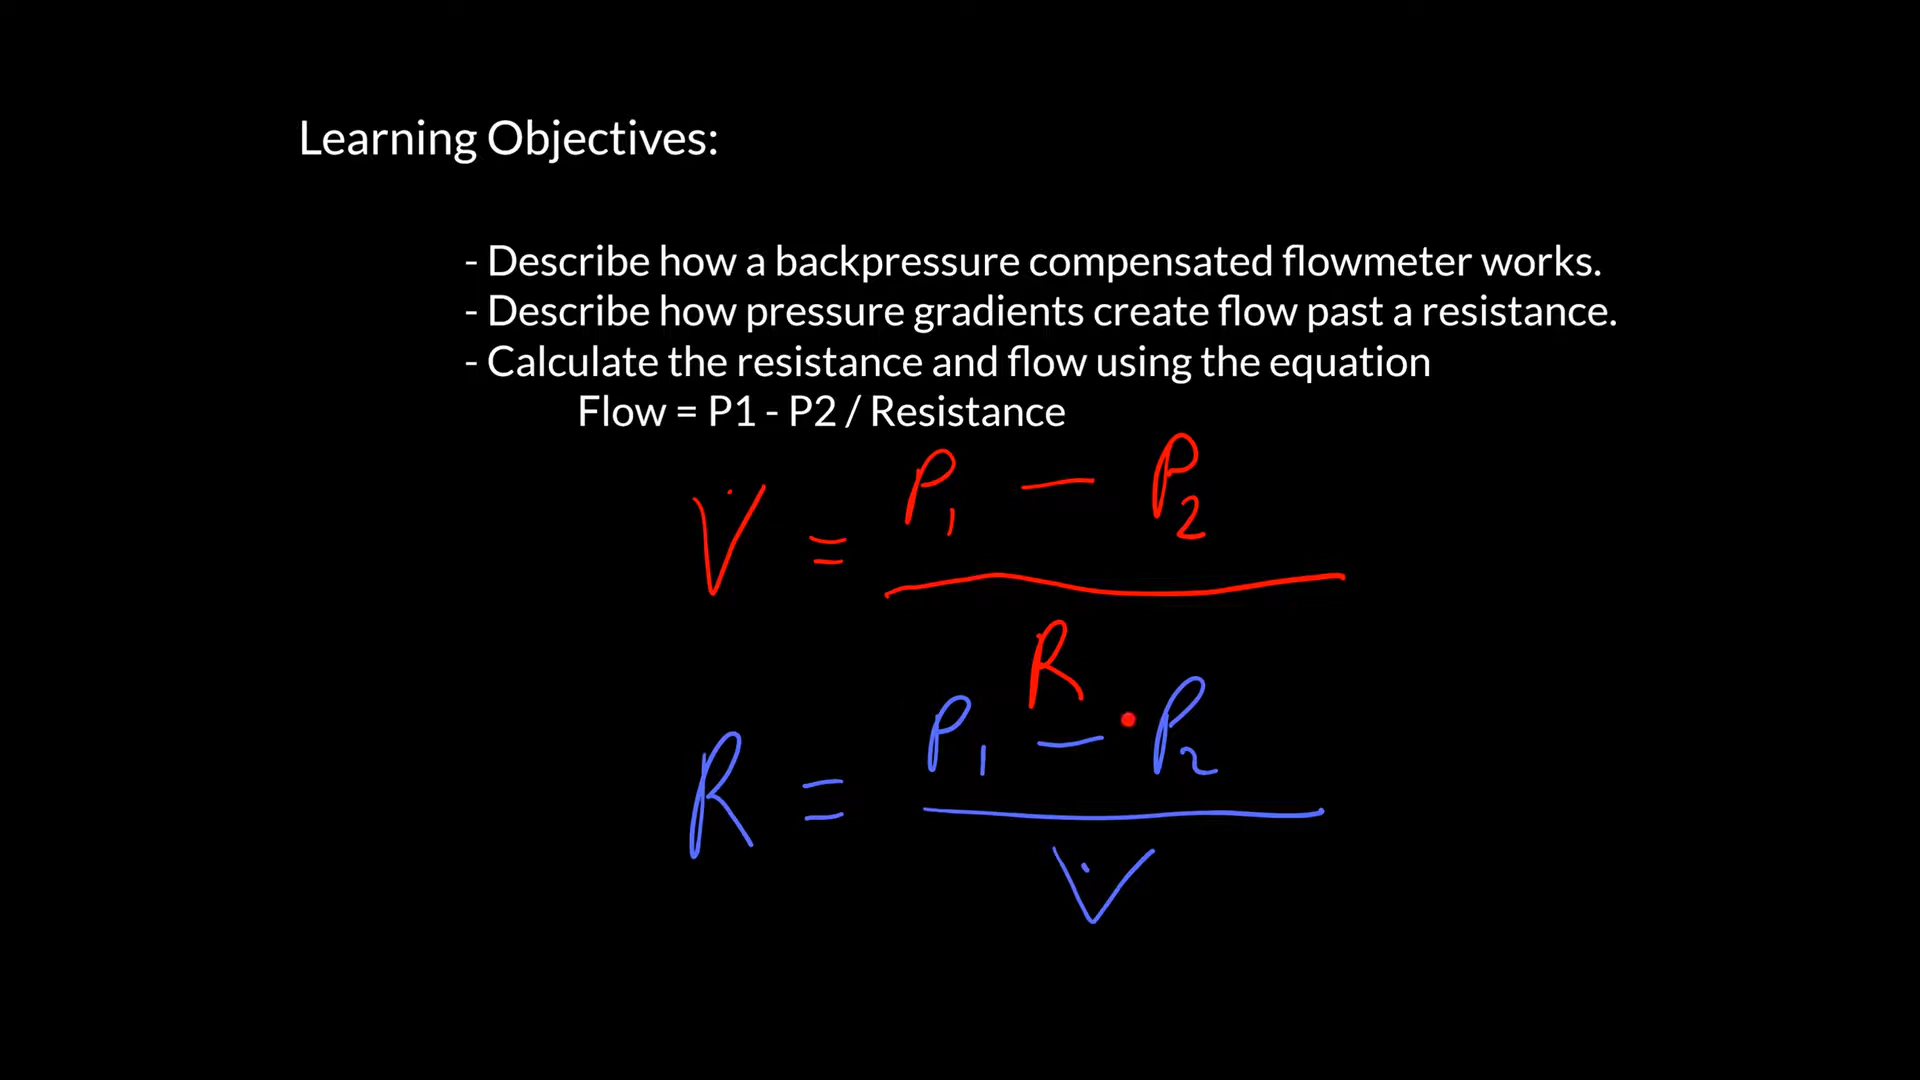 Learning Objectives:
- Describe how a backpressure compensated flowmeter works.
- Describe how pressure gradients create flow past a resistance.
- Calculate the resistance and flow using the equation
Flow = P1 - P2 / Resistance
V̇ = P₁ − P₂
R
R = P₁ − P₂
V̇